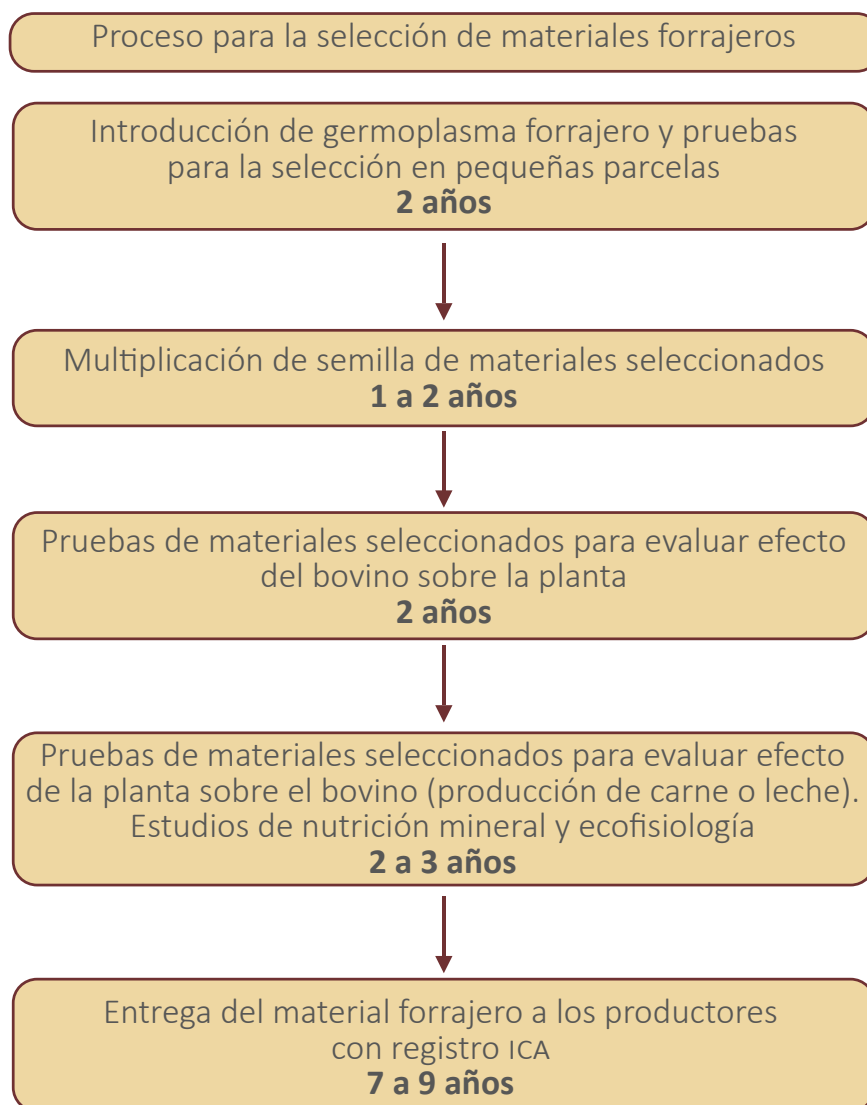 Proceso para la selección de materiales forrajeros
Introducción de germoplasma forrajero y pruebas
para la selección en pequeñas parcelas
2 años
Multiplicación de semilla de materiales seleccionados
1 a 2 años
Pruebas de materiales seleccionados para evaluar efecto
del bovino sobre la planta
2 años
Pruebas de materiales seleccionados para evaluar efecto
de la planta sobre el bovino (producción de carne o leche).
Estudios de nutrición mineral y ecofisiología
2 a 3 años
Entrega del material forrajero a los productores
con registro ICA
7 a 9 años